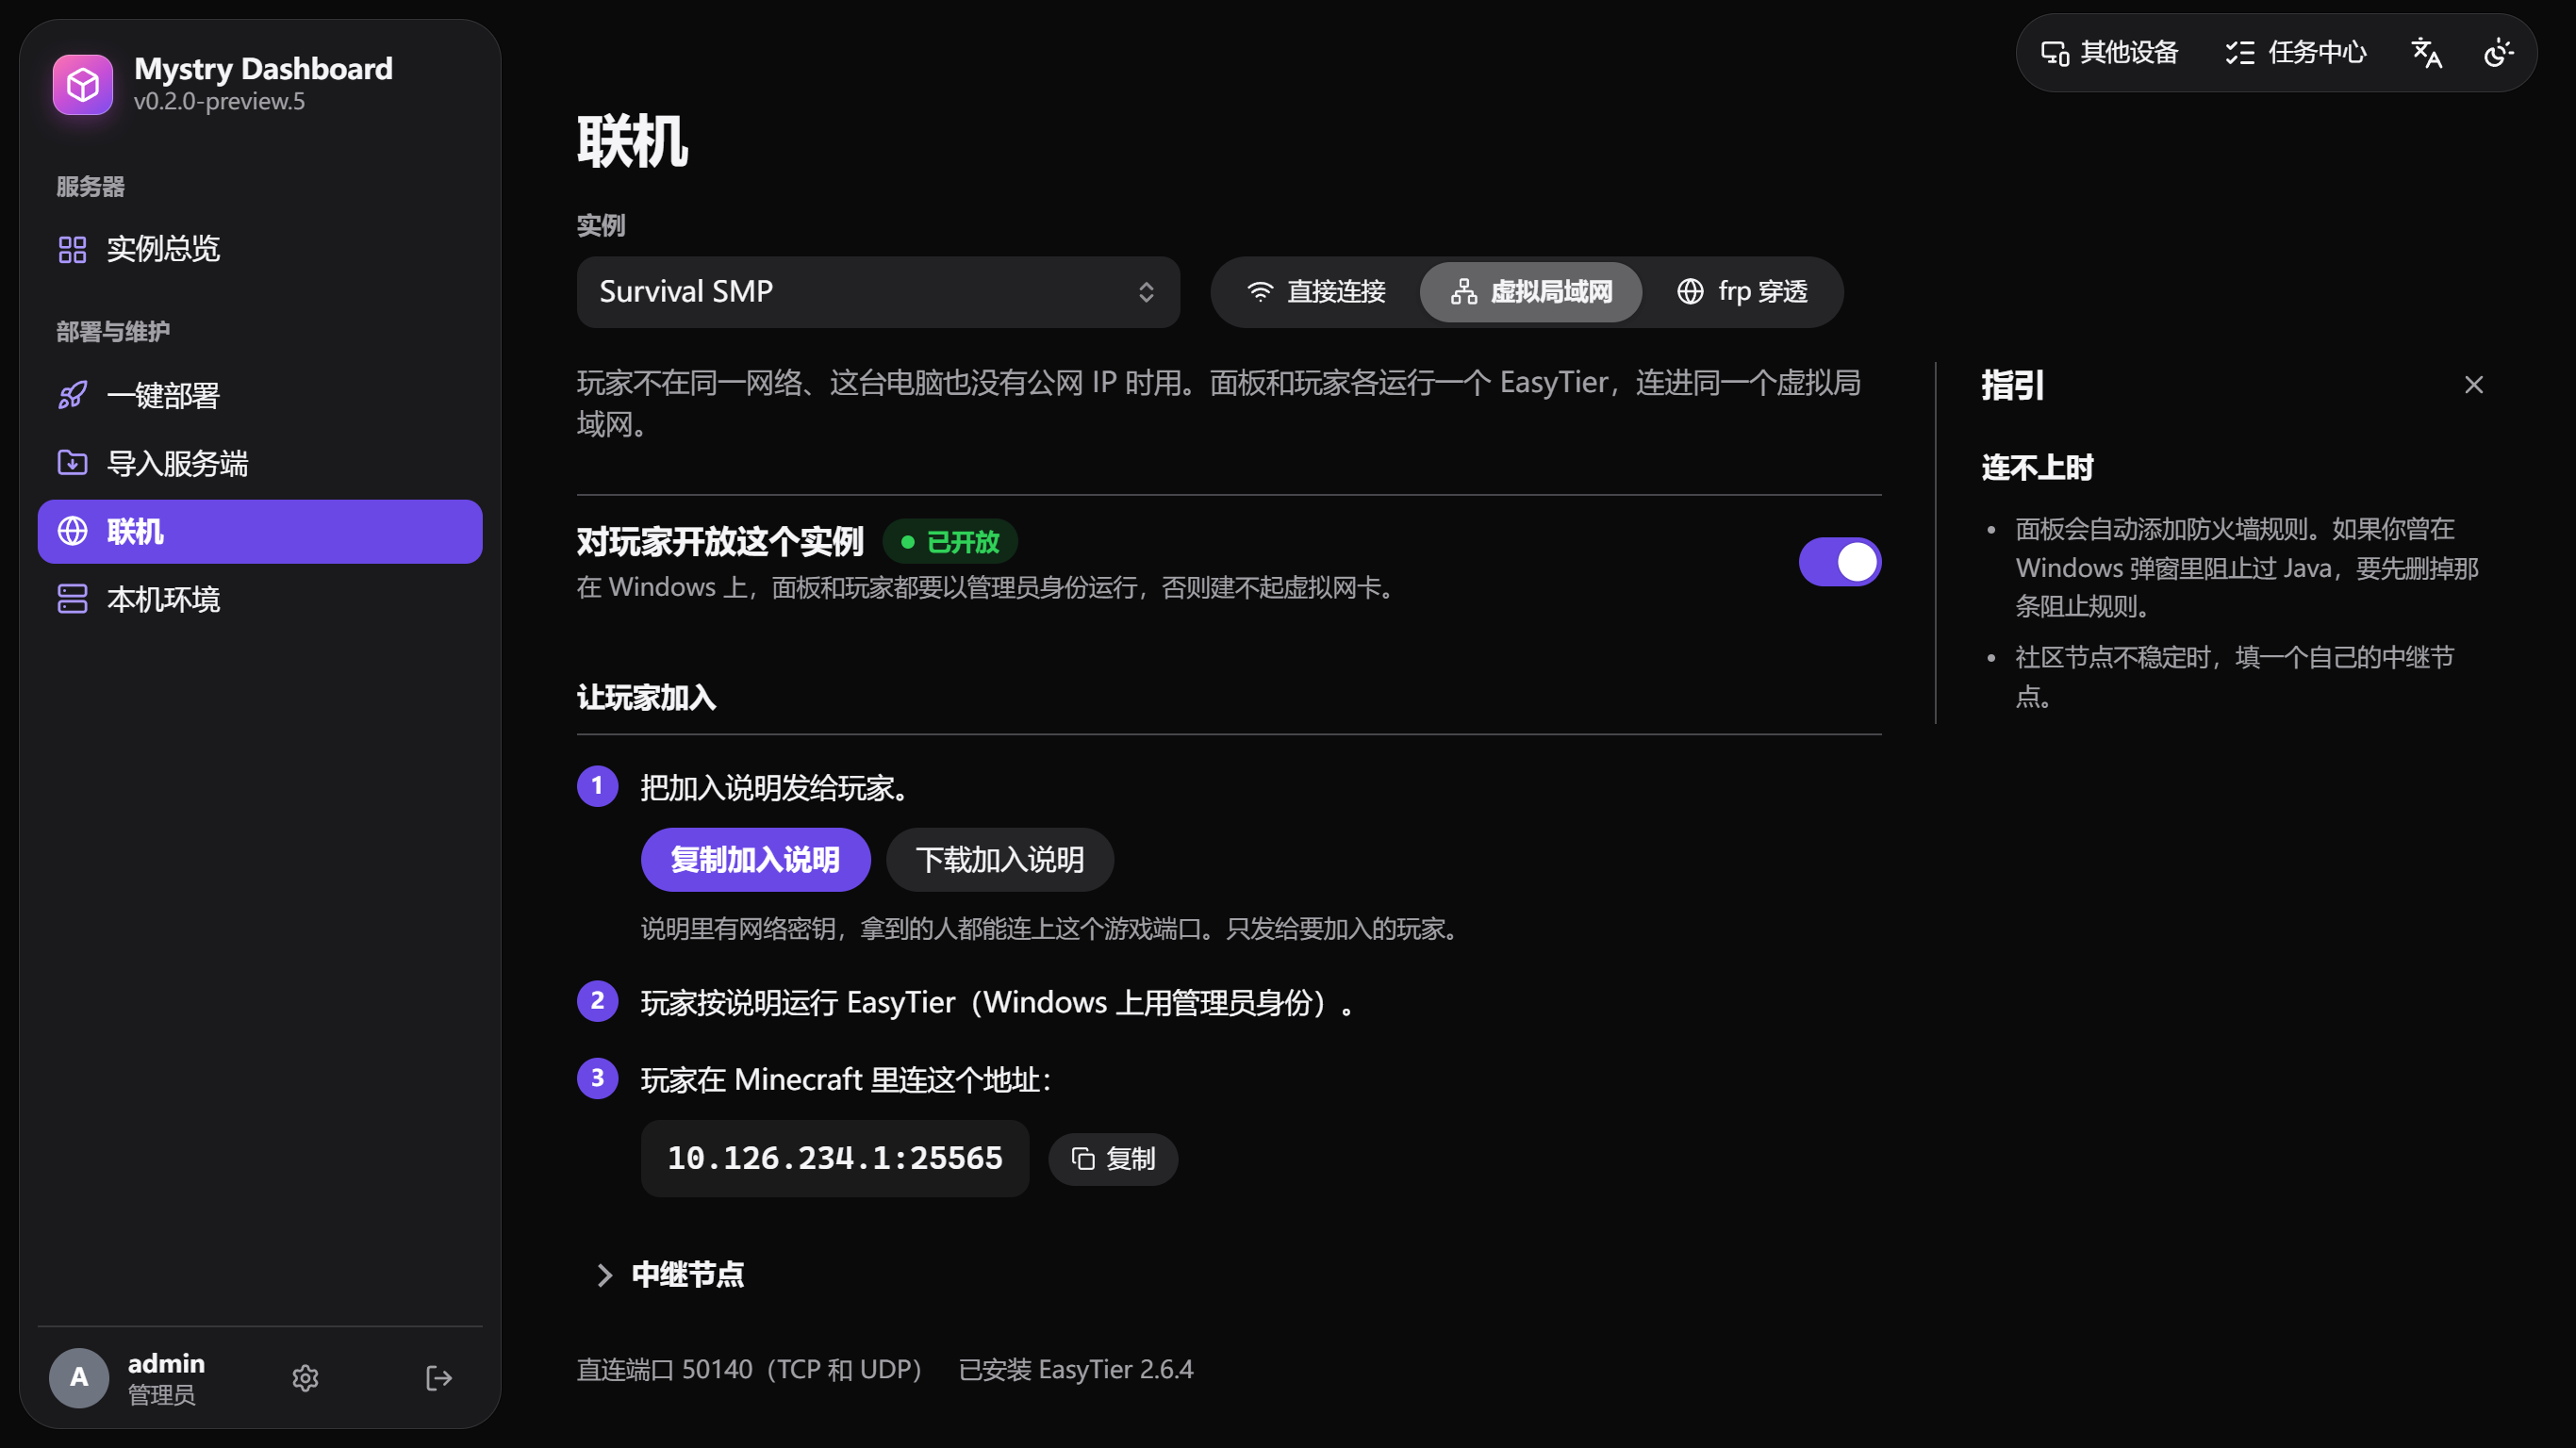 Mystry Dashboard
v0.2.0-preview.5
服务器
实例总览
部署与维护
一键部署
导入服务端
联机
本机环境
A
admin
管理员
其他设备
任务中心
联机
实例
Survival SMP
直接连接
虚拟局域网
frp 穿透
玩家不在同一网络、这台电脑也没有公网 IP 时用。面板和玩家各运行一个 EasyTier，连进同一个虚拟局
域网。
对玩家开放这个实例
已开放
在 Windows 上，面板和玩家都要以管理员身份运行，否则建不起虚拟网卡。
让玩家加入
1
把加入说明发给玩家。
复制加入说明
下载加入说明
说明里有网络密钥，拿到的人都能连上这个游戏端口。只发给要加入的玩家。
2
玩家按说明运行 EasyTier（Windows 上用管理员身份）。
3
玩家在 Minecraft 里连这个地址：
10.126.234.1:25565
复制
中继节点
直连端口 50140（TCP 和 UDP）
已安装 EasyTier 2.6.4
指引
连不上时
• 面板会自动添加防火墙规则。如果你曾在
Windows 弹窗里阻止过 Java，要先删掉那
条阻止规则。
• 社区节点不稳定时，填一个自己的中继节
点。